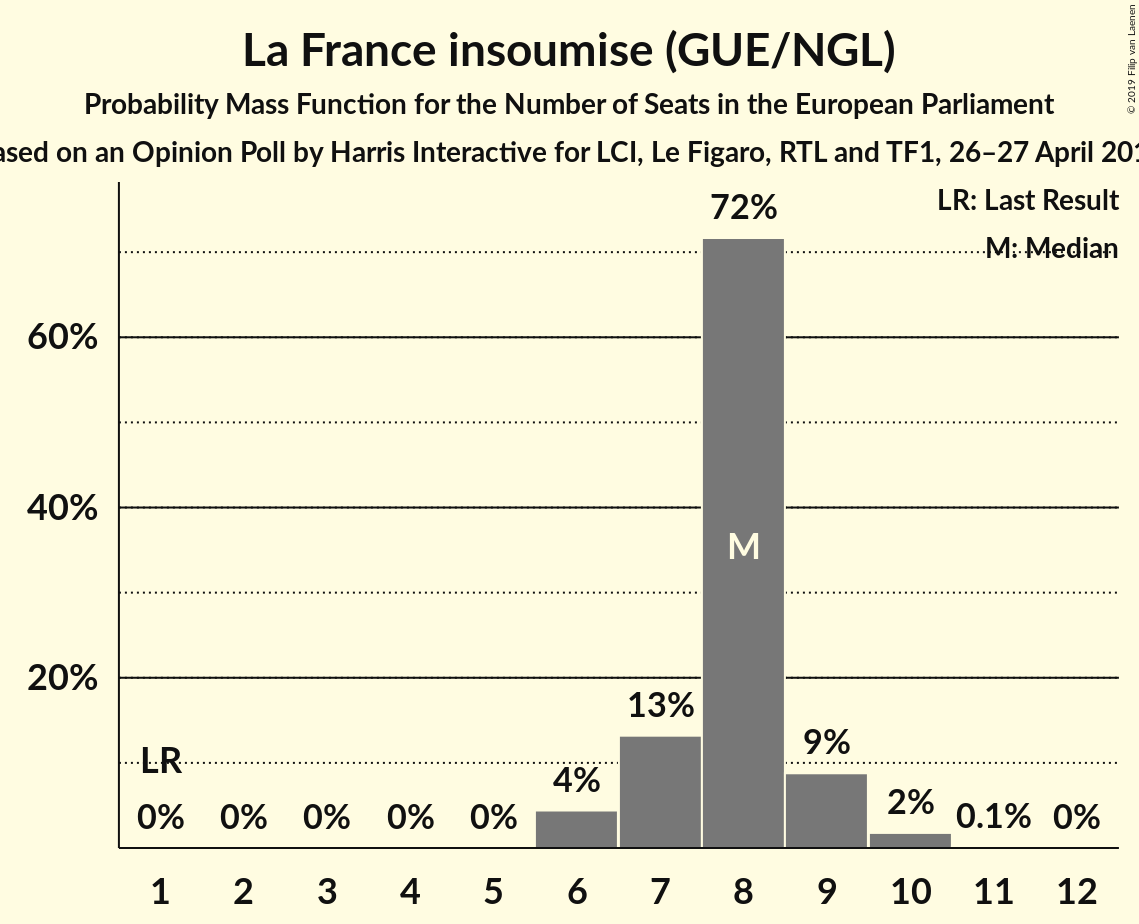 La France insoumise (GUE/NGL)
Probability Mass Function for the Number of Seats in the European Parliament
ased on an Opinion Poll by Harris Interactive for LCI, Le Figaro, RTL and TF1, 26–27 April 201
© 2019 Filip van Laenen
LR: Last Result
M: Median
72%
60%
40%
M
20%
13%
9%
LR
4%
2%
0% 0% 0% 0% 0% 0.1% 0%
1 2 3 4 5 6 7 8 9 10 11 12